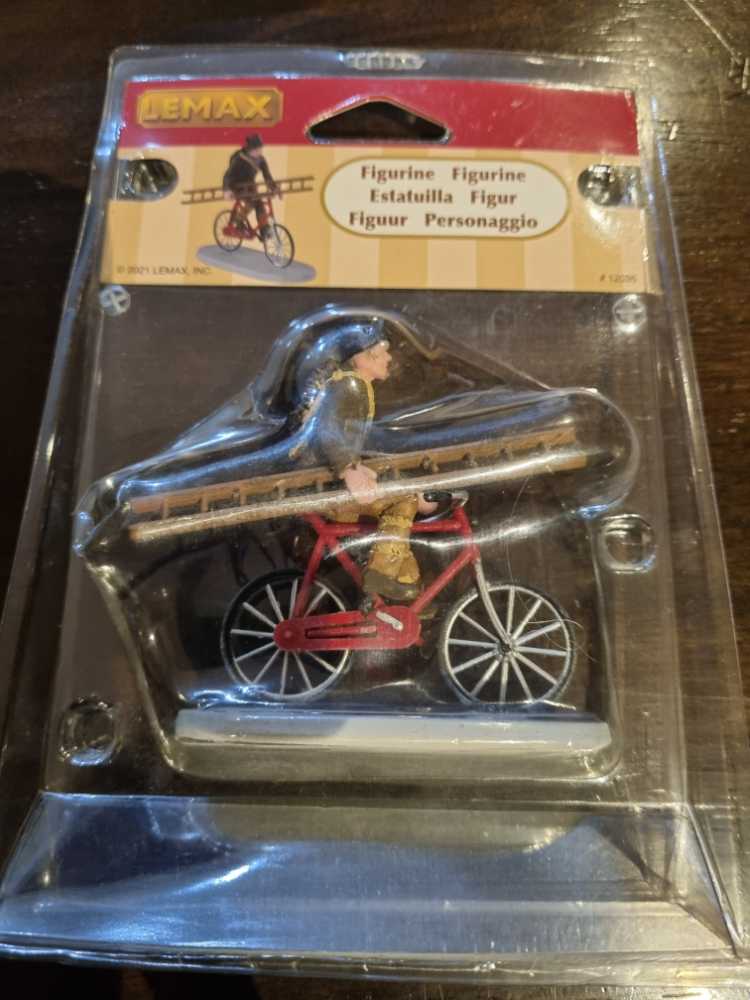 LEMAX
Figurine Figurine
Estatuilla Figur
Figuur Personaggio
© 2021 LEMAX, INC.